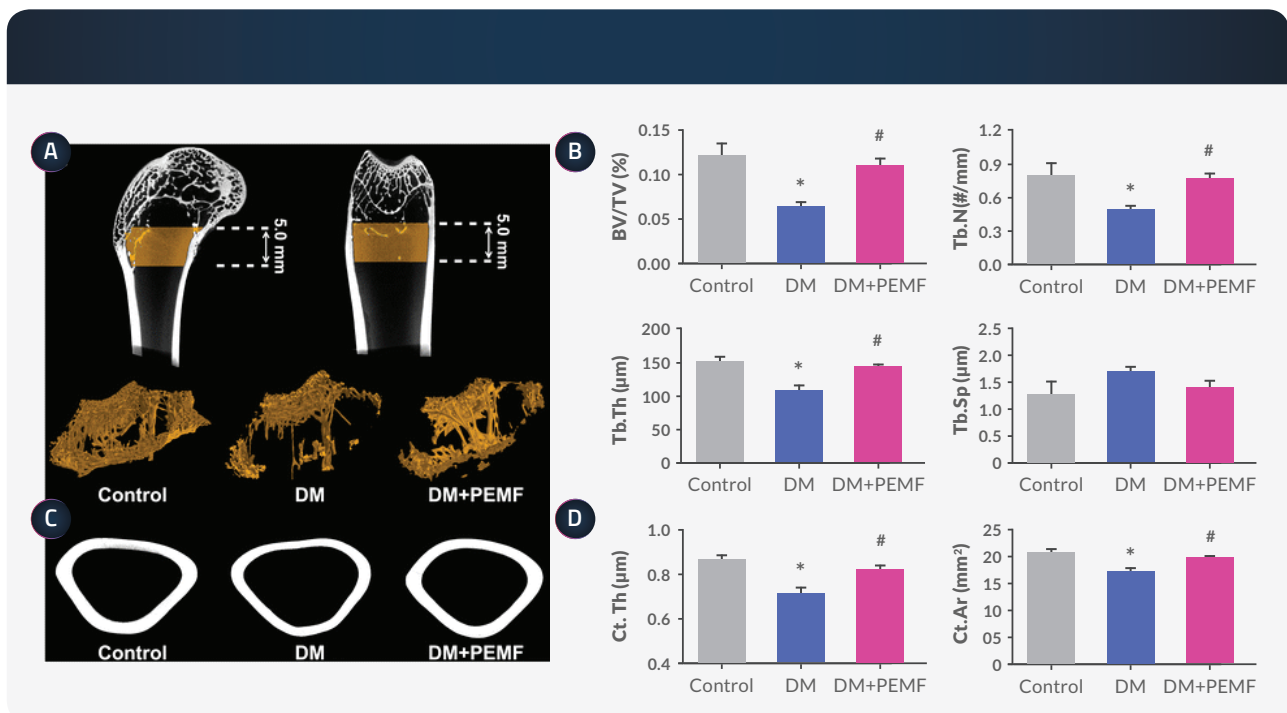 A
5.0 mm
5.0 mm
Control
DM
DM+PEMF
C
Control
DM
DM+PEMF
B
BV/TV (%)
0.15
0.10
0.05
0.00
*
#
Control
DM
DM+PEMF
Tb.N(#/mm)
1.2
0.9
0.6
0.3
0.0
*
#
Control
DM
DM+PEMF
Tb.Th (µm)
200
150
100
50
0
*
#
Control
DM
DM+PEMF
Tb.Sp (µm)
2.5
2.0
1.5
1.0
0.5
0
Control
DM
DM+PEMF
D
Ct. Th (µm)
1.0
0.8
0.6
0.4
*
#
Control
DM
DM+PEMF
Ct.Ar (mm²)
25
20
15
10
05
0
*
#
Control
DM
DM+PEMF